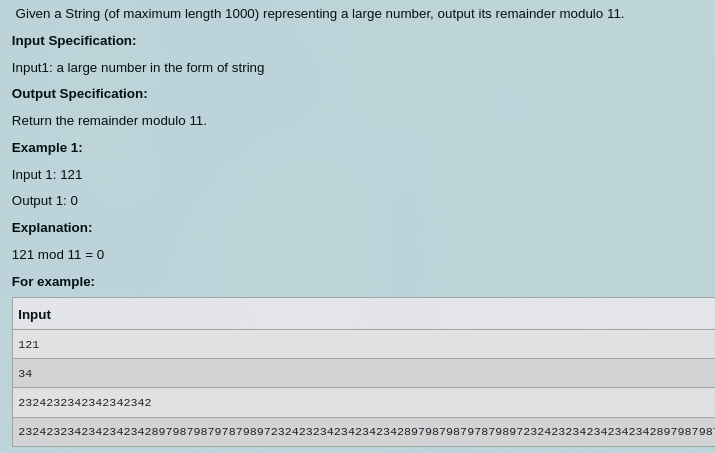 Given a String (of maximum length 1000) representing a large number, output its remainder modulo 11.
Input Specification:
Input1: a large number in the form of string
Output Specification:
Return the remainder modulo 11.
Example 1:
Input 1: 121
Output 1: 0
Explanation:
121 mod 11 = 0
For example:
Input
121
34
2324232342342342342